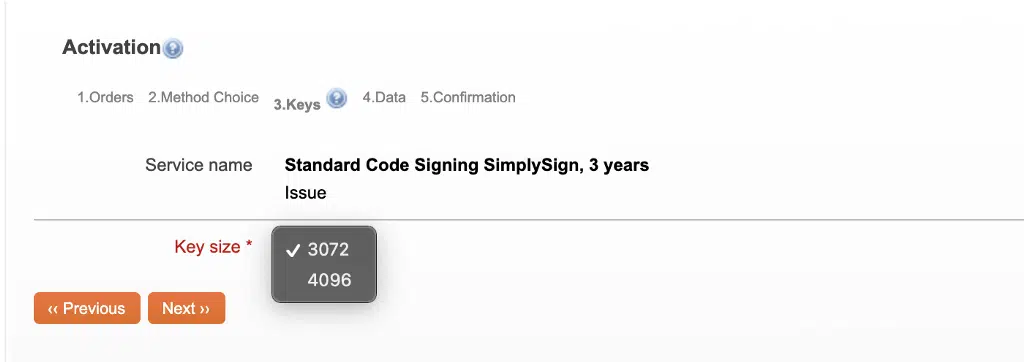 Activation
1.Orders 2.Method Choice 3.Keys 4.Data 5.Confirmation
Service name Standard Code Signing SimplySign, 3 years
Issue
Key size * ✓ 3072
4096
‹‹ Previous Next ››